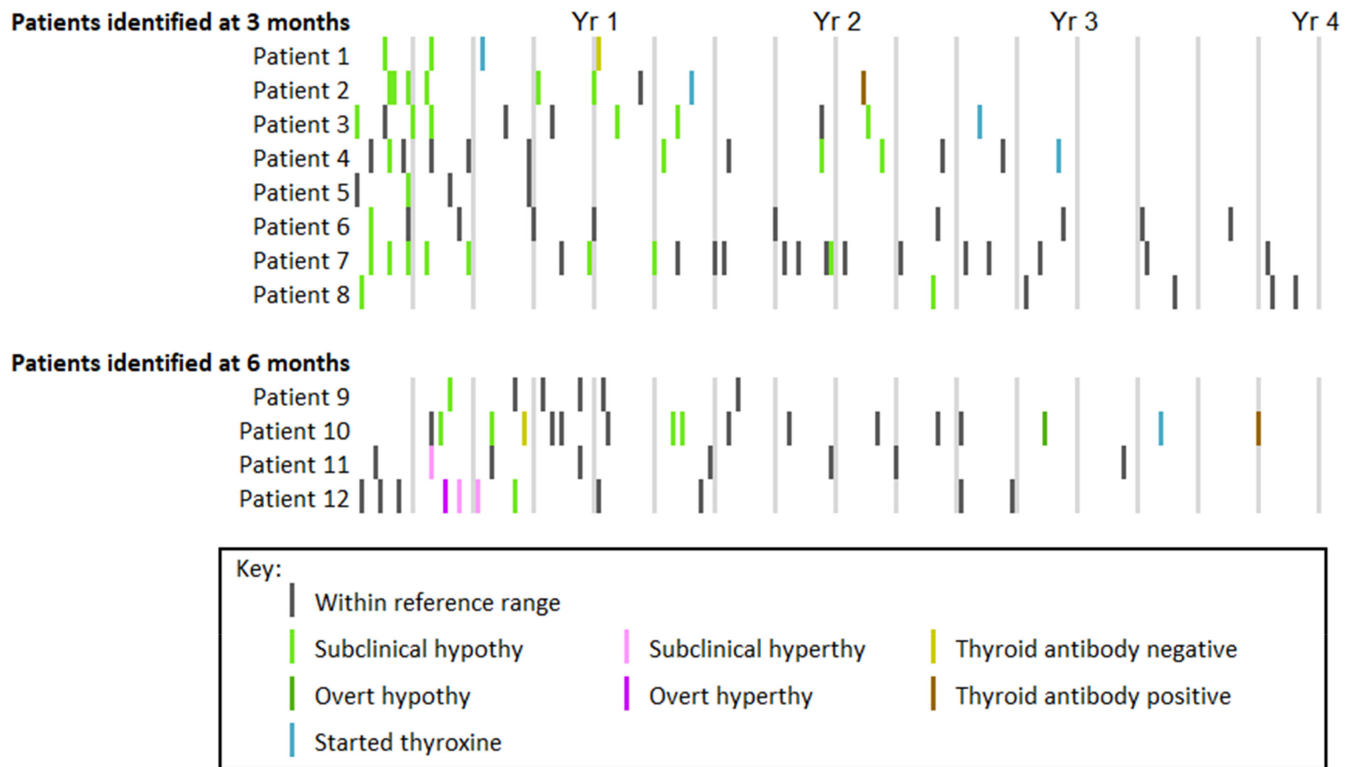 Patients identified at 3 months Yr 1 Yr 2 Yr 3 Yr 4
Patient 1
Patient 2
Patient 3
Patient 4
Patient 5
Patient 6
Patient 7
Patient 8
Patients identified at 6 months
Patient 9
Patient 10
Patient 11
Patient 12
Key:
Within reference range
Subclinical hypothy Subclinical hyperthy Thyroid antibody negative
Overt hypothy Overt hyperthy Thyroid antibody positive
Started thyroxine